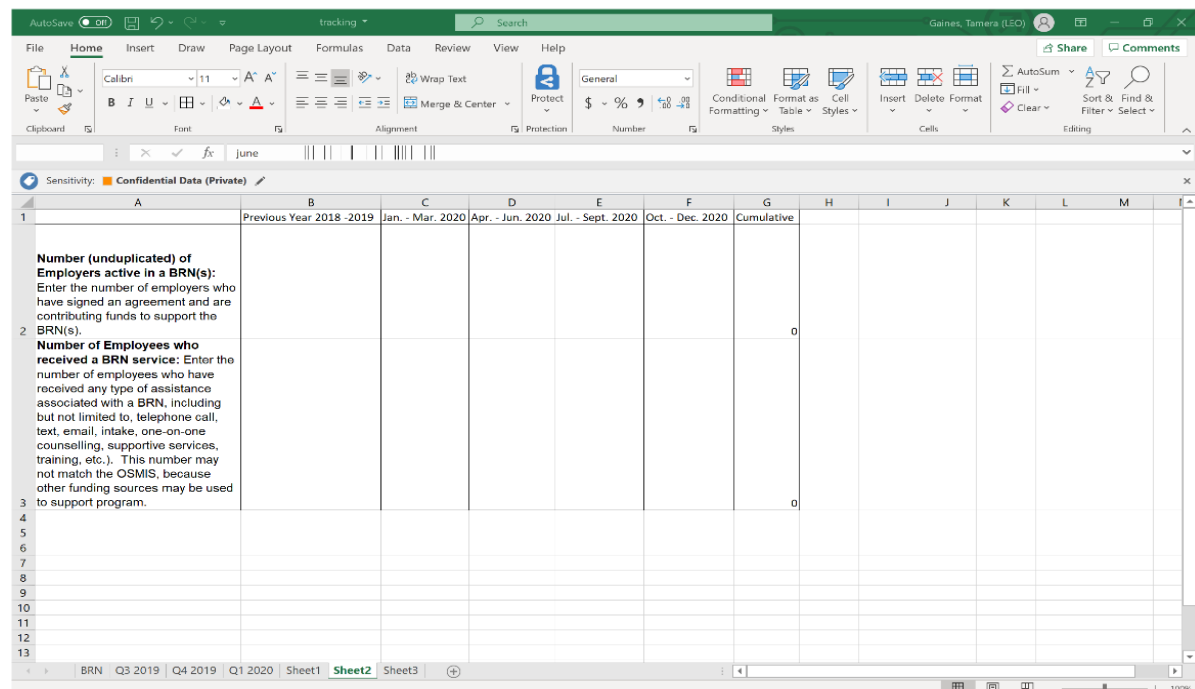 AutoSave Off tracking Search Gaines, Tamera (LEO)
File Home Insert Draw Page Layout Formulas Data Review View Help Share Comments
Calibri 11 A^ A˅ Wrap Text General AutoSum
Paste B I U A Merge & Center Protect $ % 9 Conditional Formatting Format as Table Cell Styles Insert Delete Format Fill Clear Sort & Filter Find & Select
Clipboard Font Alignment Protection Number Styles Cells Editing
fx june
Sensitivity: Confidential Data (Private)
A B C D E F G H I J K L M
1 Previous Year 2018 -2019 Jan. - Mar. 2020 Apr. - Jun. 2020 Jul. - Sept. 2020 Oct. - Dec. 2020 Cumulative
Number (unduplicated) of
Employers active in a BRN(s):
Enter the number of employers who
have signed an agreement and are
contributing funds to support the
2 BRN(s). 0
Number of Employees who
received a BRN service: Enter the
number of employees who have
received any type of assistance
associated with a BRN, including
but not limited to, telephone call,
text, email, intake, one-on-one
counselling, supportive services,
training, etc.). This number may
not match the OSMIS, because
other funding sources may be used
3 to support program. 0
4
5
6
7
8
9
10
11
12
13
BRN Q3 2019 Q4 2019 Q1 2020 Sheet1 Sheet2 Sheet3